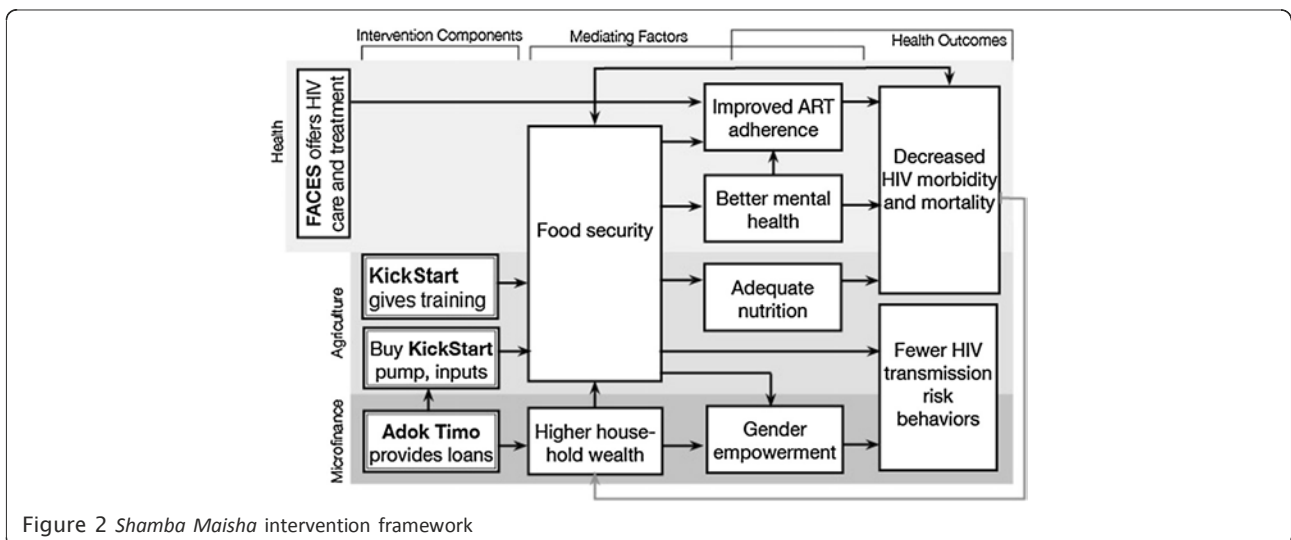 Intervention Components
Mediating Factors
Health Outcomes
Health
FACES offers HIV
care and treatment
Improved ART
adherence
Decreased
HIV morbidity
and mortality
Better mental
health
Food security
Agriculture
KickStart
gives training
Adequate
nutrition
Buy KickStart
pump, inputs
Fewer HIV
transmission
risk
behaviors
Microfinance
Adok Timo
provides loans
Higher house-
hold wealth
Gender
empowerment
Figure 2 Shamba Maisha intervention framework